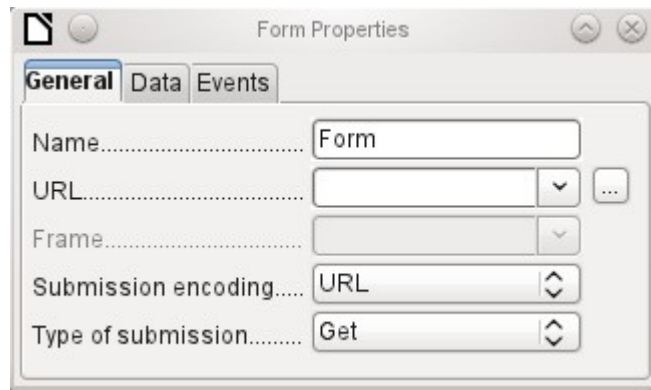 Form Properties
General Data Events
Name............................... Form
URL.................................. ...
Frame..............................
Submission encoding..... URL
Type of submission......... Get